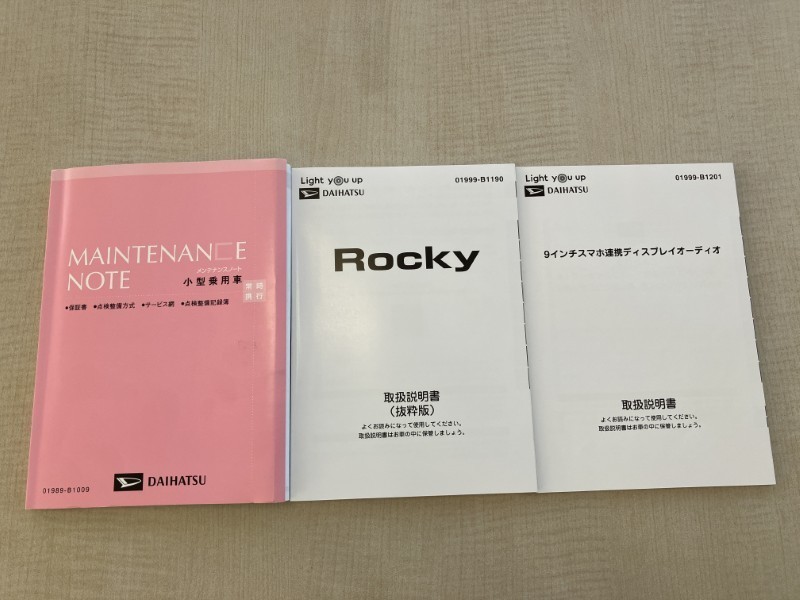 MAINTENANCE
NOTE
メンテナンスノート
小型乗用車
常時
携行
●保証書 ●点検整備方式 ●サービス網 ●点検整備記録簿
01999-B1009
DAIHATSU
Light you up
DAIHATSU
01999-B1190
Rocky
取扱説明書
(抜粋版)
よくお読みになって使用してください。
取扱説明書はお車の中に保管しましょう。
Light you up
DAIHATSU
01999-B1201
9インチスマホ連携ディスプレイオーディオ
取扱説明書
よくお読みになって使用してください。
取扱説明書はお車の中に保管しましょう。